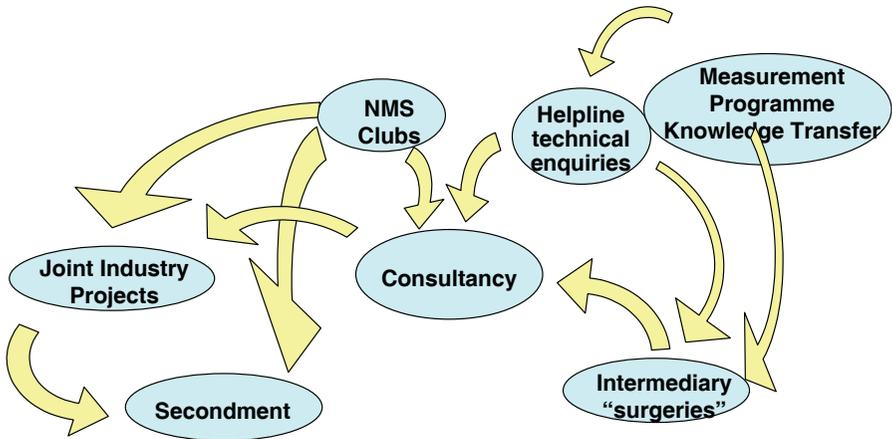 Measurement
Programme
Knowledge Transfer
NMS
Clubs
Helpline
technical
enquiries
Joint Industry
Projects
Consultancy
Secondment
Intermediary
“surgeries”